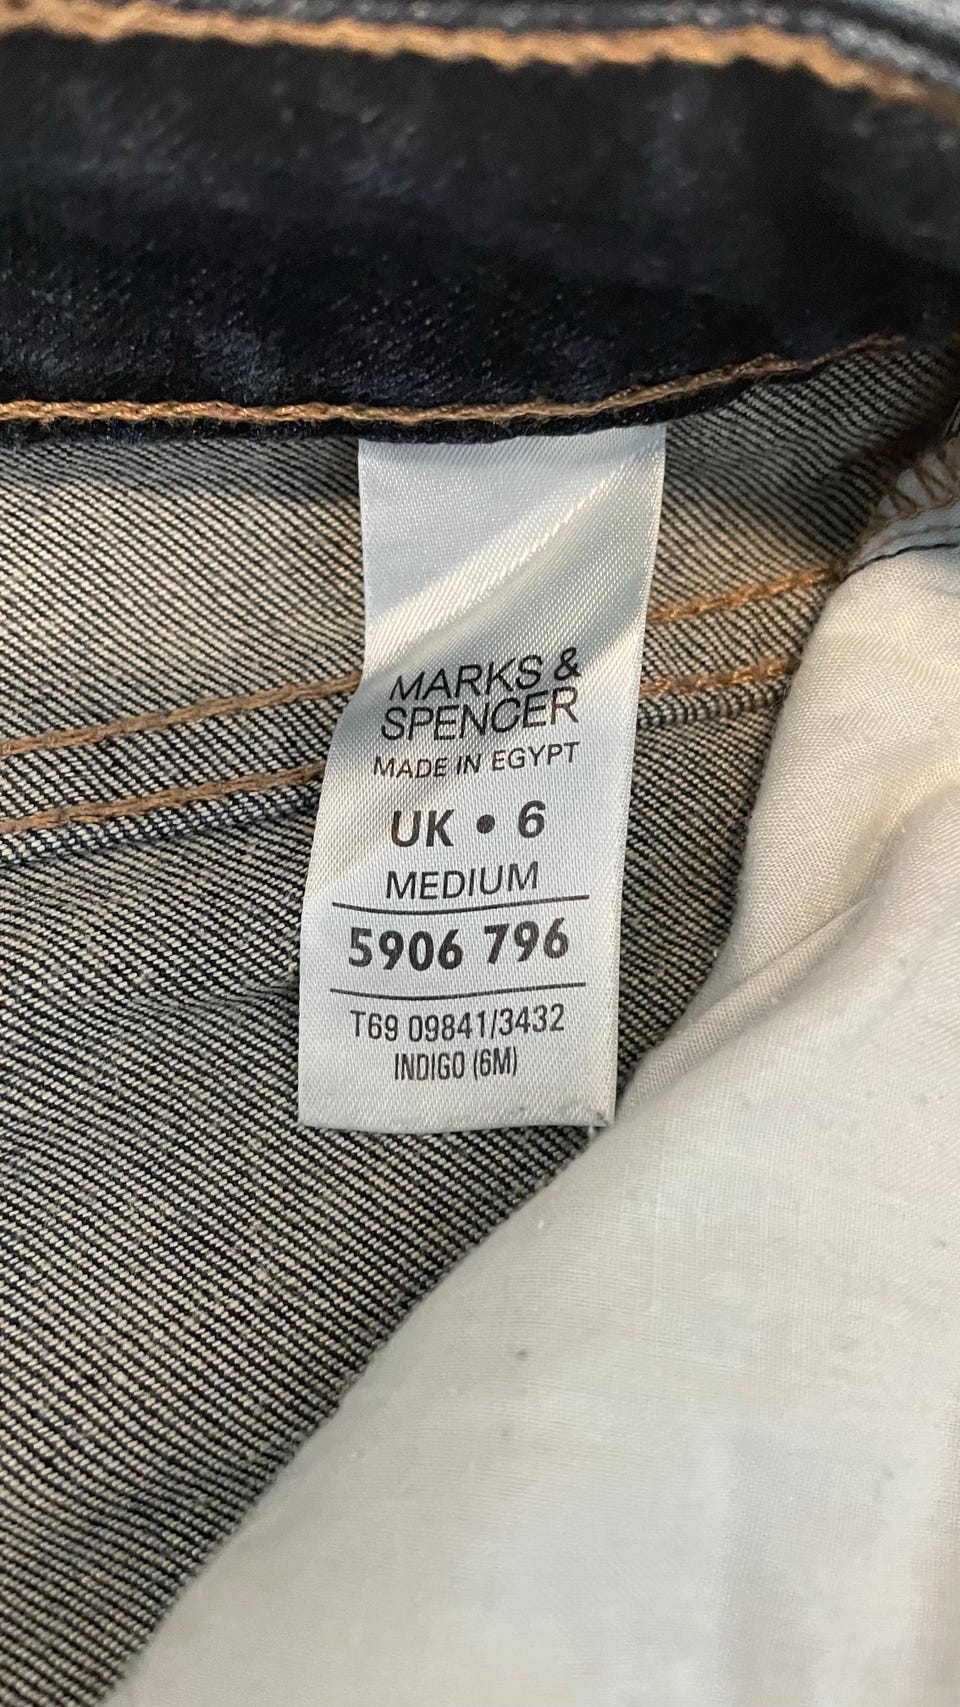 MARKS &
SPENCER
MADE IN EGYPT
UK • 6
MEDIUM
5906 796
T69 09841/3432
INDIGO (6M)